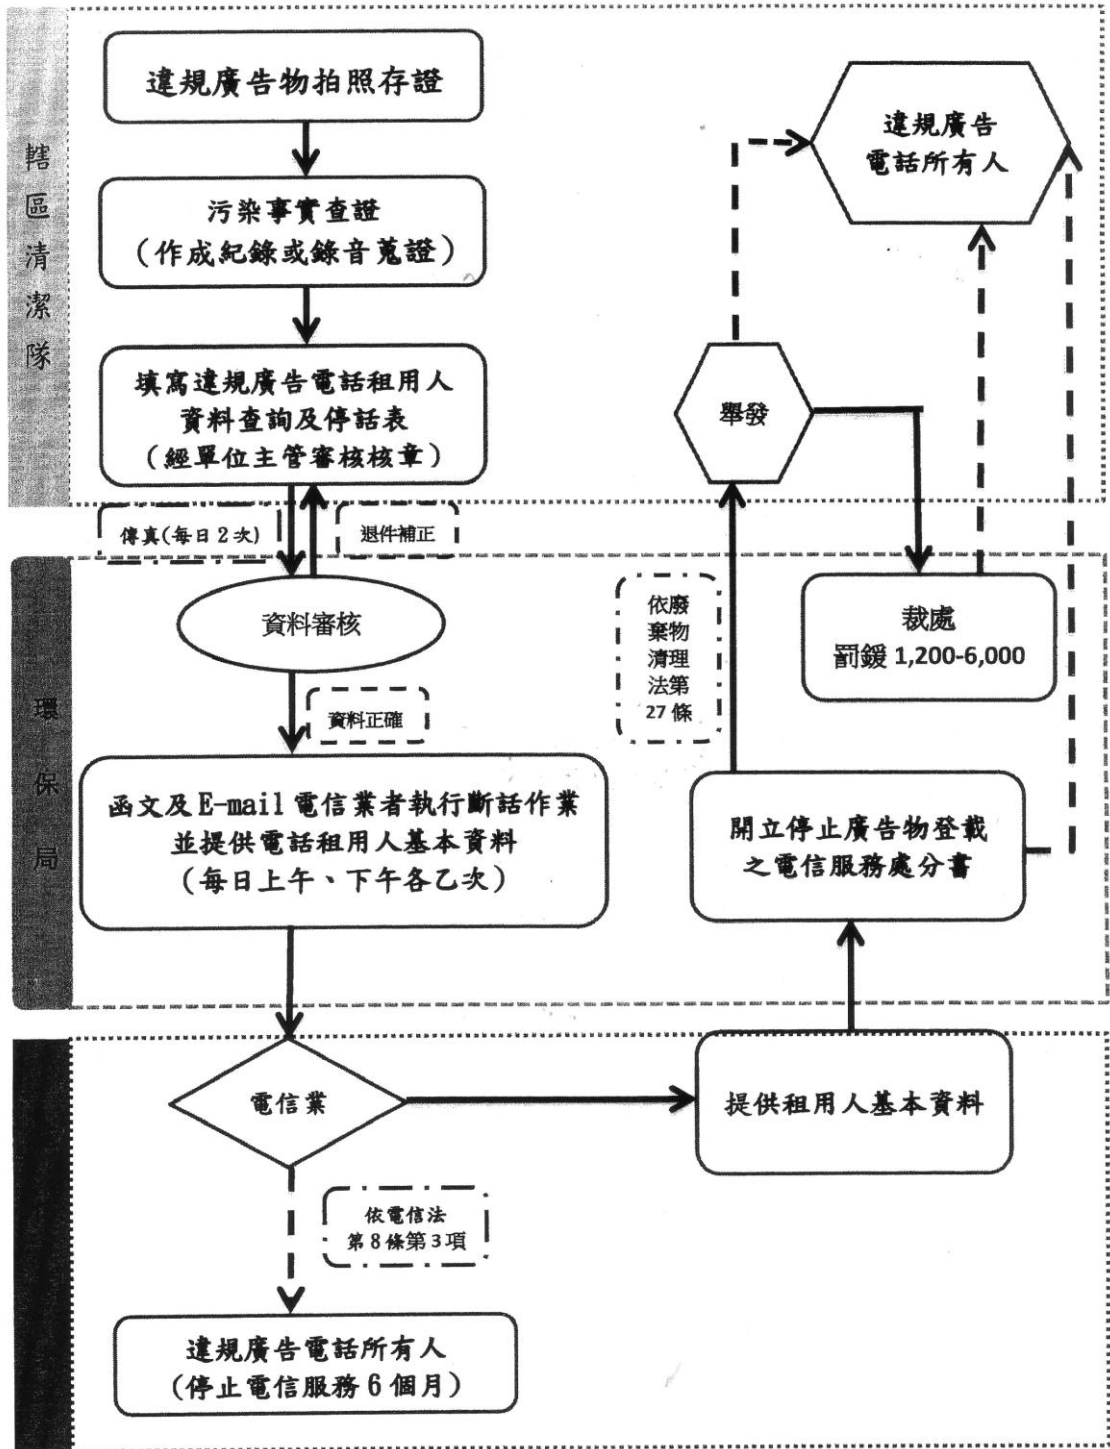 轄區清潔隊
違規廣告物拍照存證
污染事實查證
（作成紀錄或錄音蒐證）
填寫違規廣告電話租用人
資料查詢及停話表
（經單位主管審核核章）
違規廣告
電話所有人
舉發
傳真(每日2次)
退件補正
環保局
資料審核
資料正確
依廢
棄物
清理
法第
27條
裁處
罰鍰 1,200-6,000
函文及E-mail電信業者執行斷話作業
並提供電話租用人基本資料
（每日上午、下午各乙次）
開立停止廣告物登載
之電信服務處分書
電信業
提供租用人基本資料
依電信法
第8條第3項
違規廣告電話所有人
(停止電信服務6個月)